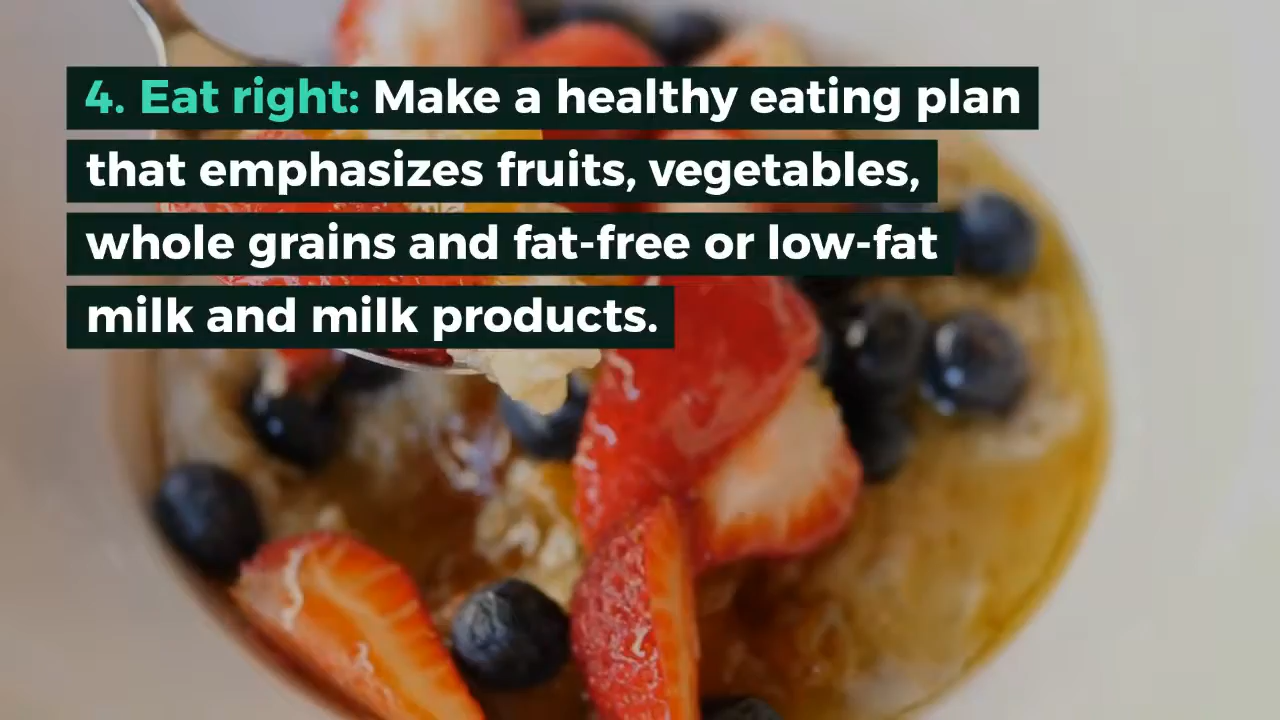 4. Eat right: Make a healthy eating plan
that emphasizes fruits, vegetables,
whole grains and fat-free or low-fat
milk and milk products.